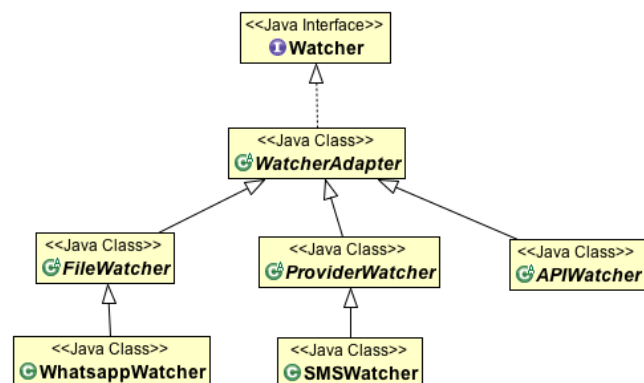 <<Java Interface>>
Watcher
<<Java Class>>
WatcherAdapter
<<Java Class>>
FileWatcher
<<Java Class>>
ProviderWatcher
<<Java Class>>
APIWatcher
<<Java Class>>
WhatsappWatcher
<<Java Class>>
SMSWatcher